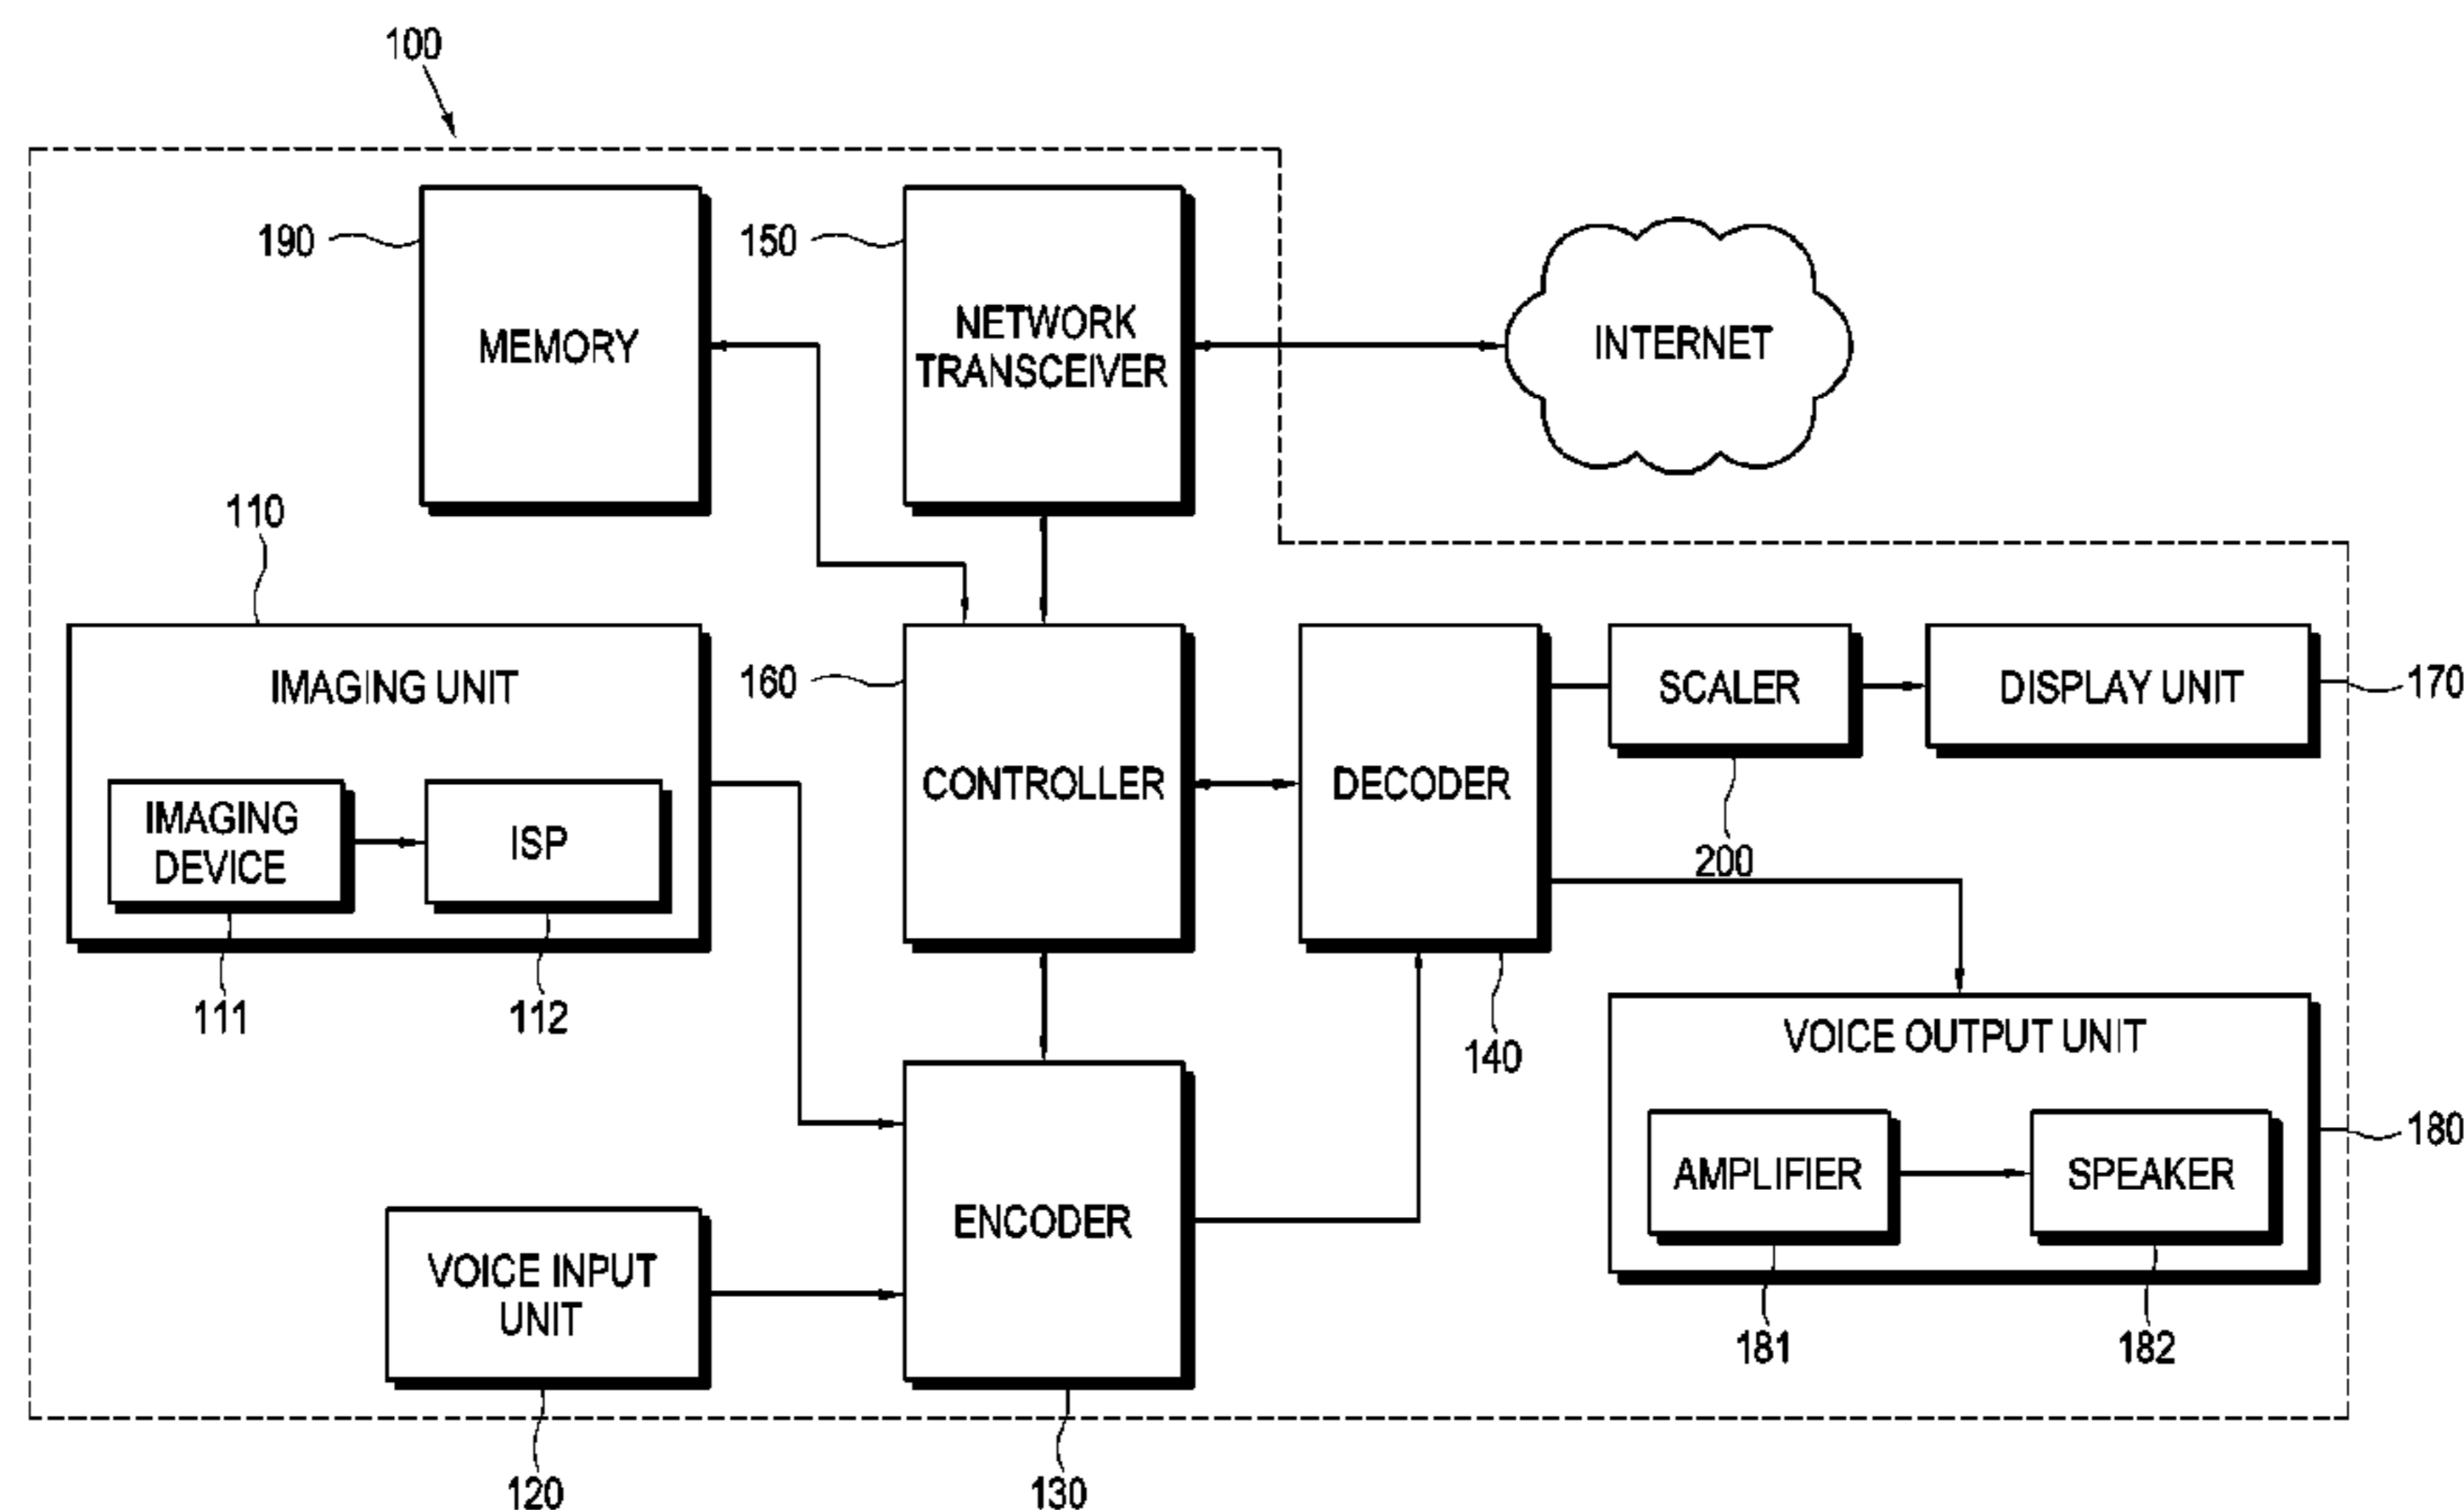 100
190
MEMORY
150
NETWORK
TRANSCEIVER
INTERNET
110
IMAGING UNIT
IMAGING
DEVICE
ISP
111
112
160
CONTROLLER
DECODER
140
SCALER
200
DISPLAY UNIT
170
VOICE OUTPUT UNIT
AMPLIFIER
SPEAKER
180
181
182
VOICE INPUT
UNIT
120
ENCODER
130